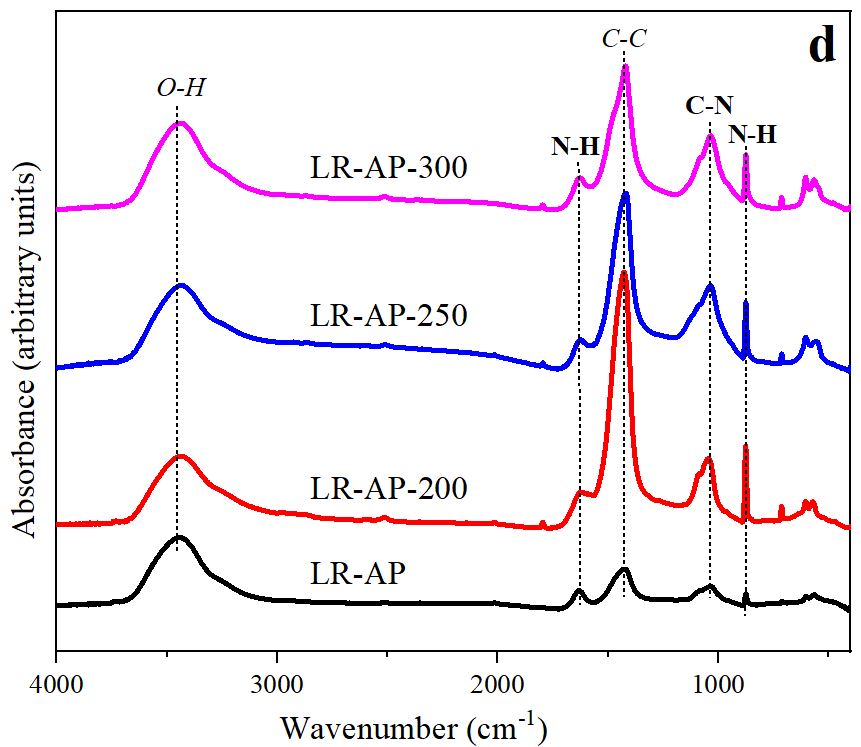 d
O-H
C-C
N-H
C-N
N-H
LR-AP-300
LR-AP-250
LR-AP-200
LR-AP
Absorbance (arbitrary units)
4000
3000
2000
1000
Wavenumber (cm⁻¹)